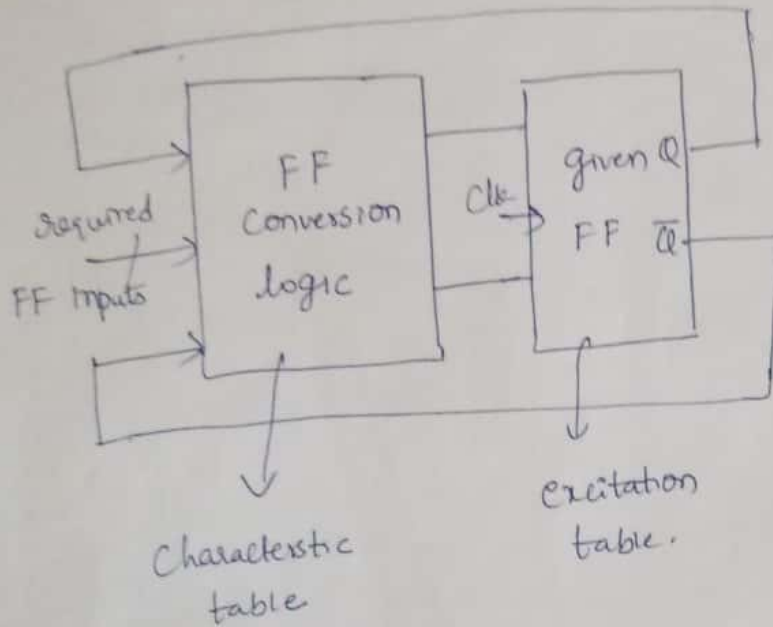 FF
Conversion
logic
required
FF inputs
Clk
given Q
FF Q̅
Characterstic
table
excitation
table.